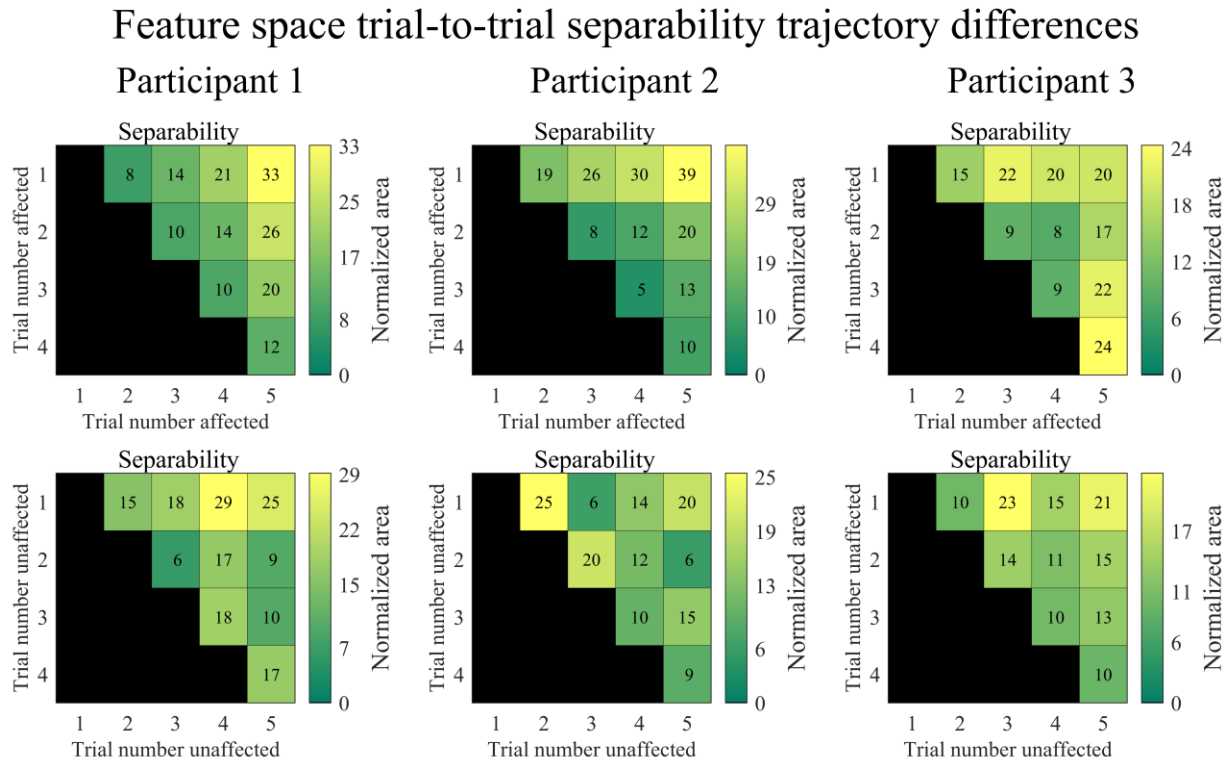 Feature space trial-to-trial separability trajectory differences
Participant 1
Participant 2
Participant 3
Separability
1
2
3
4
8 14 21 33
10 14 26
10 20
12
1 2 3 4 5
Trial number affected
Trial number affected
33
25
17
8
0
Normalized area
Separability
1
2
3
4
19 26 30 39
8 12 20
5 13
10
1 2 3 4 5
Trial number affected
Trial number affected
29
19
10
0
Normalized area
Separability
1
2
3
4
15 22 20 20
9 8 17
9 22
24
1 2 3 4 5
Trial number affected
Trial number affected
24
18
12
6
0
Normalized area
Separability
1
2
3
4
15 18 29 25
6 17 9
18 10
17
1 2 3 4 5
Trial number unaffected
Trial number unaffected
29
22
15
7
0
Normalized area
Separability
1
2
3
4
25 6 14 20
20 12 6
10 15
9
1 2 3 4 5
Trial number unaffected
Trial number unaffected
25
19
13
6
0
Normalized area
Separability
1
2
3
4
10 23 15 21
14 11 15
10 13
10
1 2 3 4 5
Trial number unaffected
Trial number unaffected
17
11
6
0
Normalized area